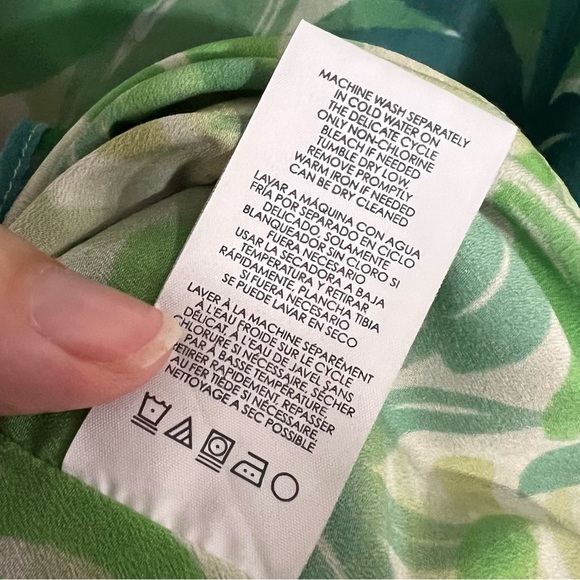 MACHINE WASH SEPARATELY
IN COLD WATER ON
THE DELICATE CYCLE
ONLY NON-CHLORINE
BLEACH IF NEEDED
TUMBLE DRY LOW
REMOVE PROMPTLY
WARM IRON IF NEEDED
CAN BE DRY CLEANED
LAVAR A MÁQUINA CON AGUA
FRÍA POR SEPARADO EN CICLO
DELICADO, SOLAMENTE
BLANQUEADOR SIN CLORO SI
FUERA NECESARIO
USAR LA SECADORA A BAJA
TEMPERATURA Y RETIRAR
RÁPIDAMENTE, PLANCHA TIBIA
SI FUERA NECESARIO
SE PUEDE LAVAR EN SECO
LAVER À LA MACHINE SÉPARÉMENT
À L'EAU FROIDE SUR LE CYCLE
DÉLICAT, À L'EAU DE JAVEL SANS
CHLORURE SI NÉCESSAIRE, SÉCHER
PAR À BASSE TEMPÉRATURE
RETIRER RAPIDEMENT, REPASSER
AU FER TIÈDE SI NÉCESSAIRE,
NETTOYAGE A SEC POSSIBLE